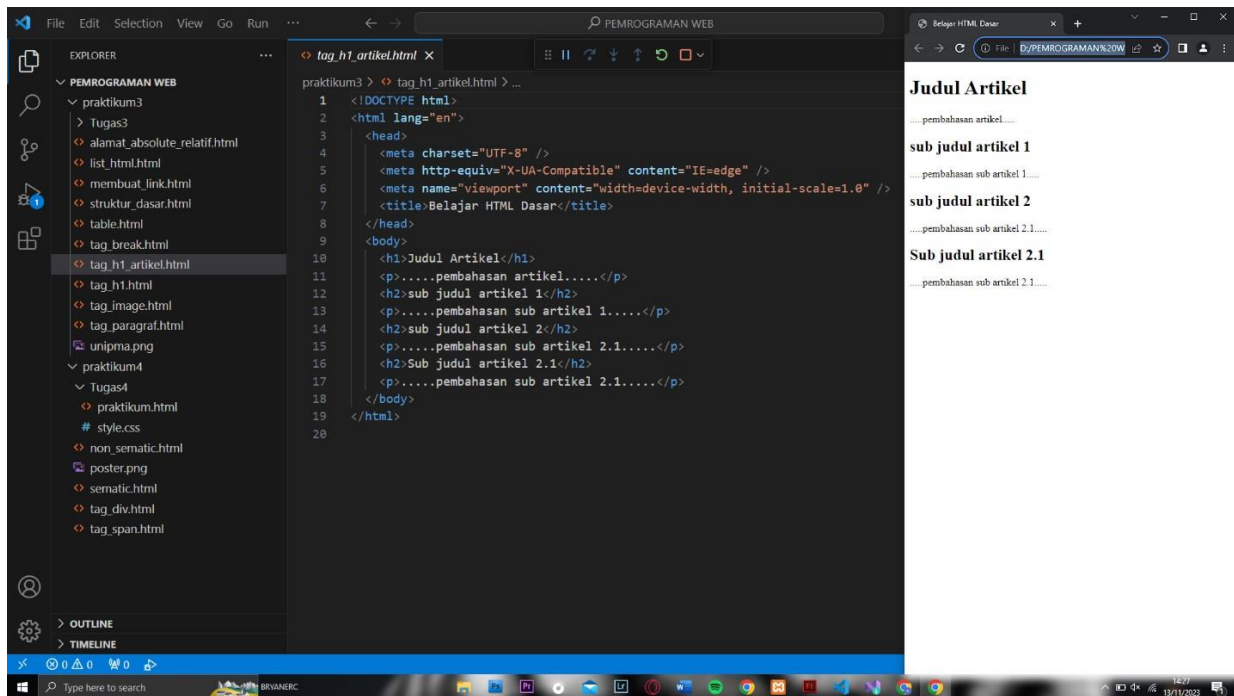 File Edit Selection View Go Run ... PEMROGRAMAN WEB
EXPLORER
PEMROGRAMAN WEB
praktikum3
Tugas3
alamat_absolute_relatif.html
list_html.html
membuat_link.html
struktur_dasar.html
table.html
tag_break.html
tag_h1_artikel.html
tag_h1.html
tag_image.html
tag_paragraf.html
unipma.png
praktikum4
Tugas4
praktikum.html
# style.css
non_sematic.html
poster.png
sematic.html
tag_div.html
tag_span.html
OUTLINE
TIMELINE
1
tag_h1_artikel.html
praktikum3 > tag_h1_artikel.html > ...
1 <!DOCTYPE html>
2 <html lang="en">
3 <head>
4 <meta charset="UTF-8" />
5 <meta http-equiv="X-UA-Compatible" content="IE=edge" />
6 <meta name="viewport" content="width=device-width, initial-scale=1.0" />
7 <title>Belajar HTML Dasar</title>
8 </head>
9 <body>
10 <h1>Judul Artikel</h1>
11 <p>.....pembahasan artikel.....</p>
12 <h2>sub judul artikel 1</h2>
13 <p>.....pembahasan sub artikel 1.....</p>
14 <h2>sub judul artikel 2</h2>
15 <p>.....pembahasan sub artikel 2.1.....</p>
16 <h2>Sub judul artikel 2.1</h2>
17 <p>.....pembahasan sub artikel 2.1.....</p>
18 </body>
19 </html>
20
Belajar HTML Dasar
File | D:/PEMROGRAMAN%20W
Judul Artikel
.....pembahasan artikel.....
sub judul artikel 1
.....pembahasan sub artikel 1.....
sub judul artikel 2
.....pembahasan sub artikel 2.1.....
Sub judul artikel 2.1
.....pembahasan sub artikel 2.1.....
0 0 0
Type here to search BRYANERC
Ps Pr Lr
14:27
13/11/2023